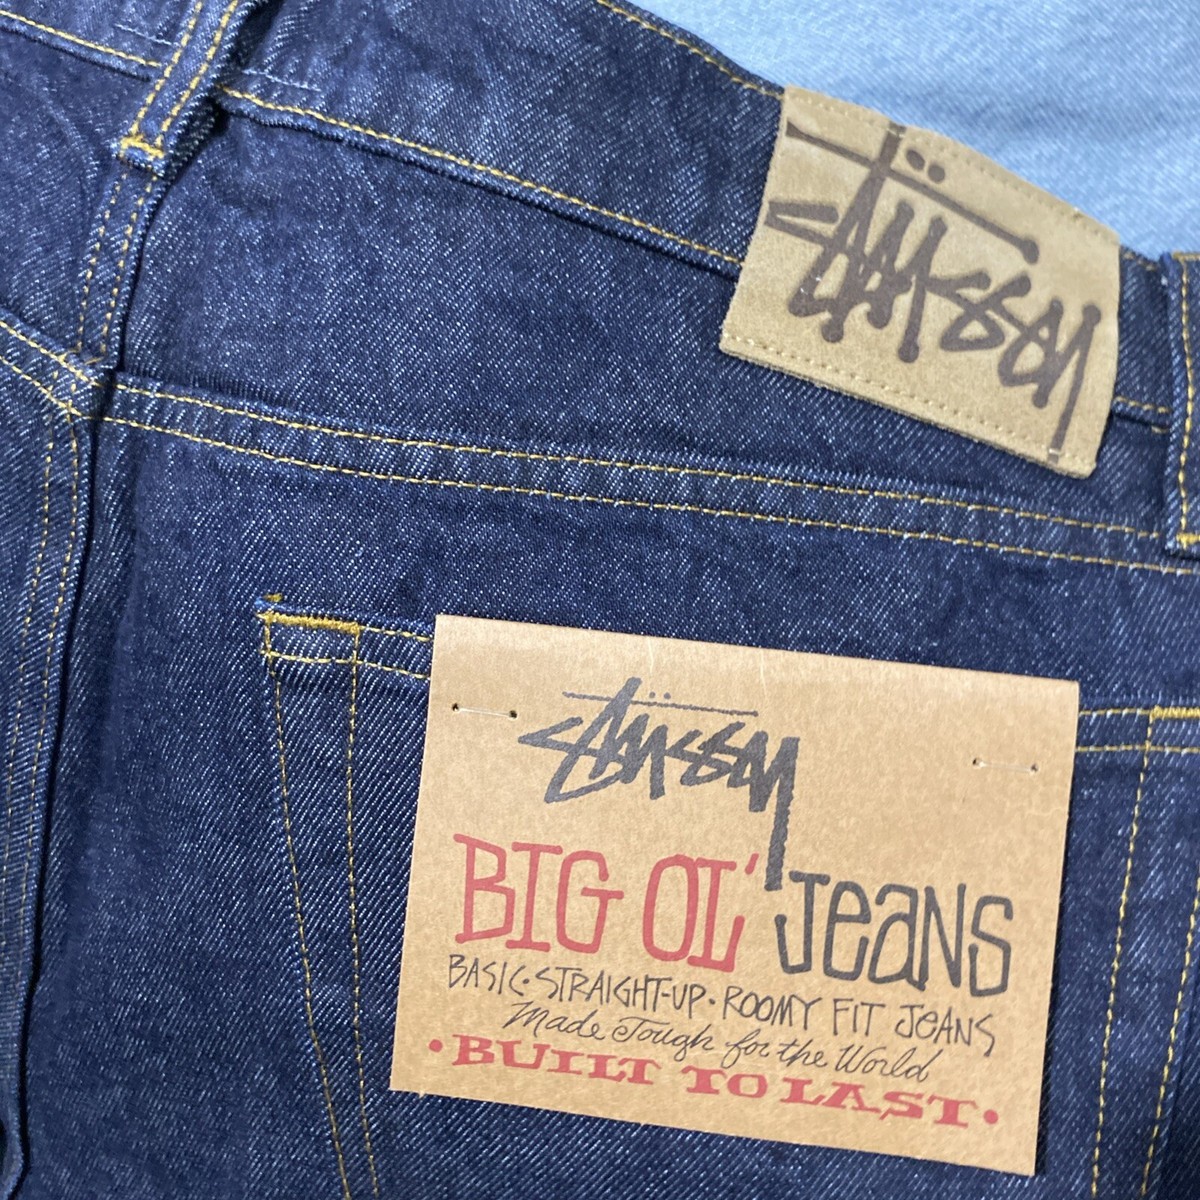 Stüssy
Stüssy
BIG OL' JeaNS
BASIC·STRAIGHT-UP·ROOMY FIT JeANS
Made Tough for the World
•BUILT TO LAST•